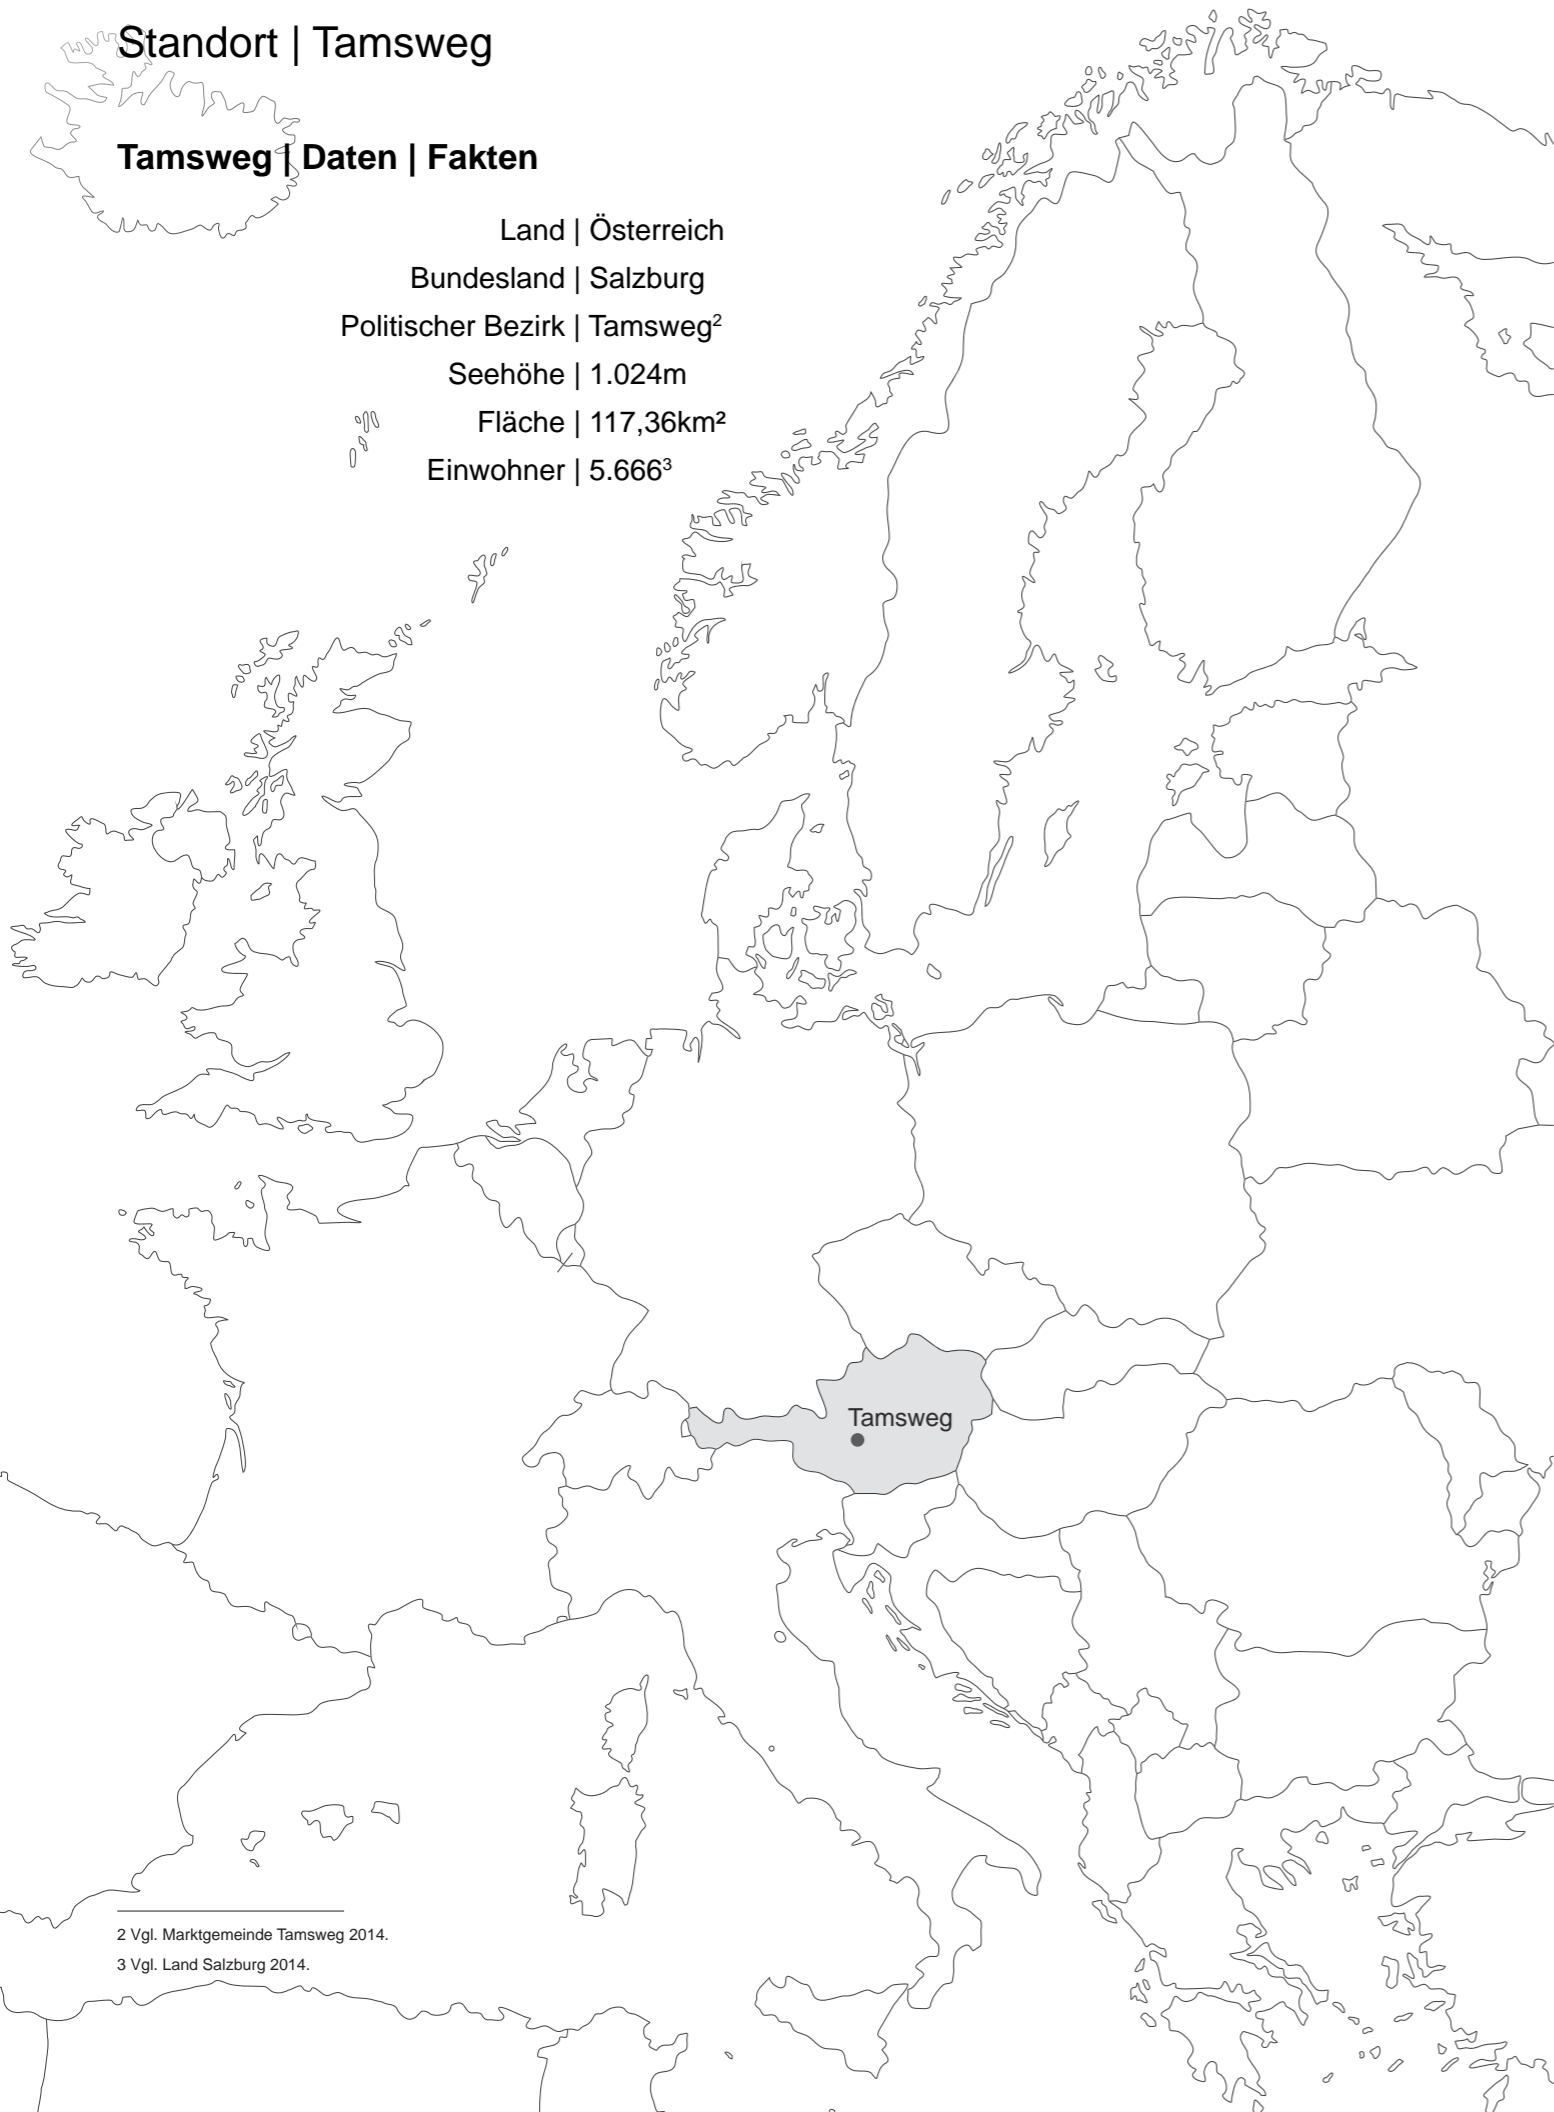 Standort | Tamsweg
Tamsweg | Daten | Fakten
Land | Österreich
Bundesland | Salzburg
Politischer Bezirk | Tamsweg²
Seehöhe | 1.024m
Fläche | 117,36km²
Einwohner | 5.666³
Tamsweg
2 Vgl. Marktgemeinde Tamsweg 2014.
3 Vgl. Land Salzburg 2014.